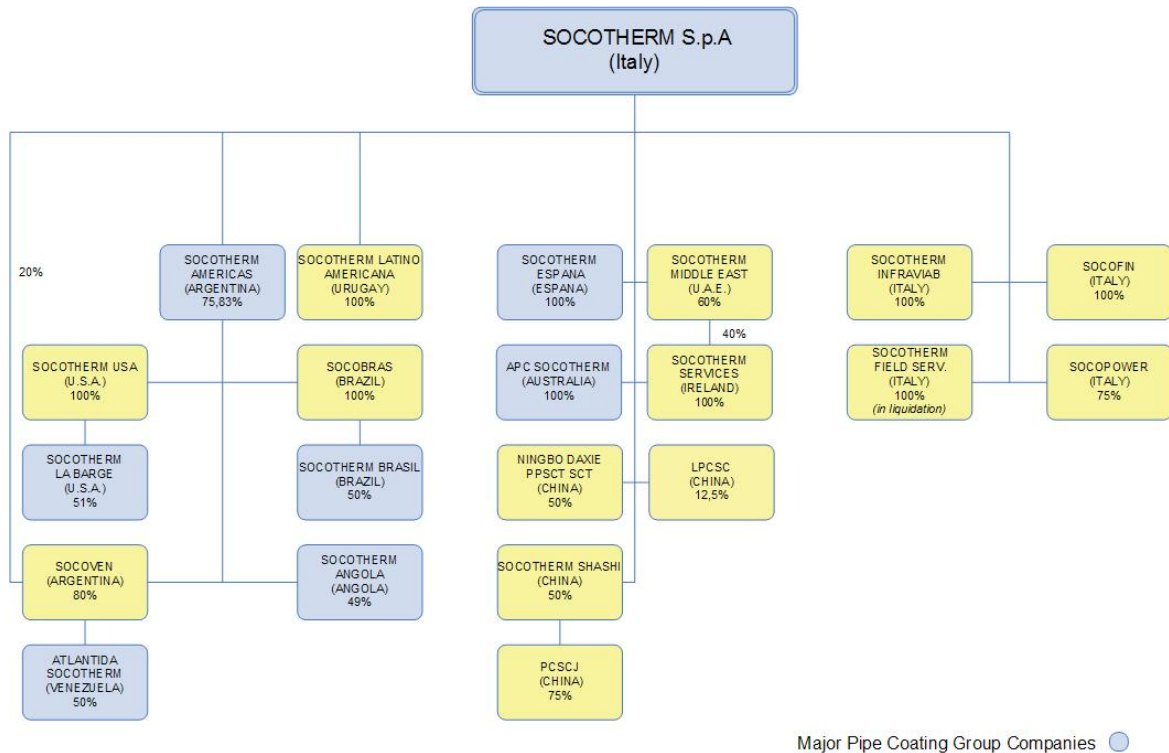 SOCOTHERM S.p.A
(Italy)
20%
SOCOTHERM
AMERICAS
(ARGENTINA)
75,83%
SOCOTHERM LATINO
AMERICANA
(URUGAY)
100%
SOCOTHERM
ESPANA
(ESPANA)
100%
SOCOTHERM
MIDDLE EAST
(U.A.E.)
60%
SOCOTHERM
INFRAVIAB
(ITALY)
100%
SOCOFIN
(ITALY)
100%
40%
SOCOTHERM USA
(U.S.A.)
100%
SOCOBRAS
(BRAZIL)
100%
APC SOCOTHERM
(AUSTRALIA)
100%
SOCOTHERM
SERVICES
(IRELAND)
100%
SOCOTHERM
FIELD SERV.
(ITALY)
100%
(in liquidation)
SOCOPOWER
(ITALY)
75%
SOCOTHERM
LA BARGE
(U.S.A.)
51%
SOCOTHERM BRASIL
(BRAZIL)
50%
NINGBO DAXIE
PPSCT SCT
(CHINA)
50%
LPCSC
(CHINA)
12,5%
SOCOVEN
(ARGENTINA)
80%
SOCOTHERM
ANGOLA
(ANGOLA)
49%
SOCOTHERM SHASHI
(CHINA)
50%
ATLANTIDA
SOCOTHERM
(VENEZUELA)
50%
PCSCJ
(CHINA)
75%
Major Pipe Coating Group Companies